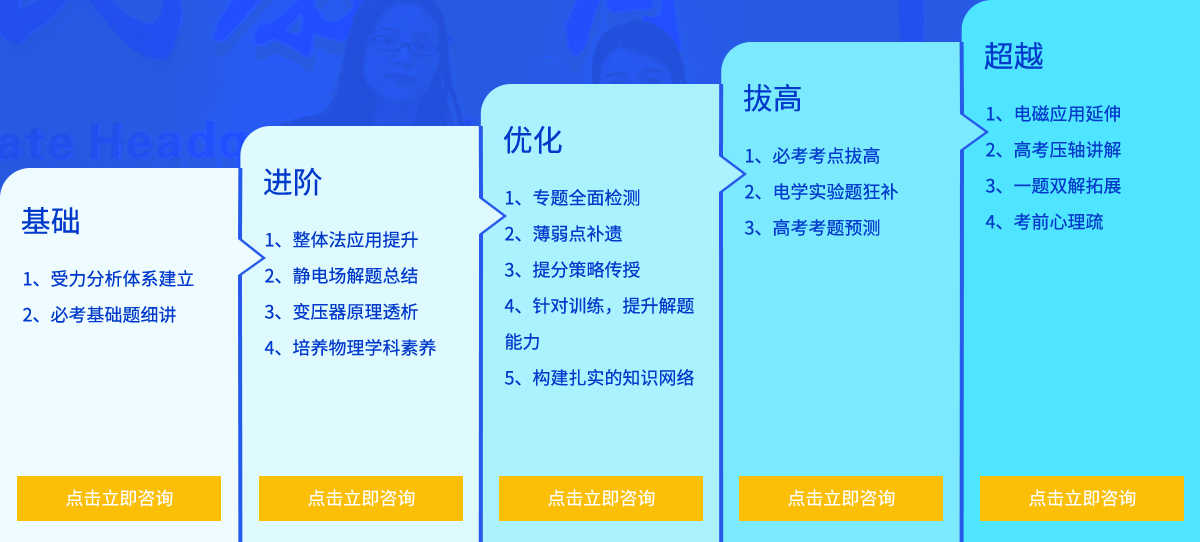 基础
1、受力分析体系建立
2、必考基础题细讲
点击立即咨询
进阶
1、整体法应用提升
2、静电场解题总结
3、变压器原理透析
4、培养物理学科素养
点击立即咨询
优化
1、专题全面检测
2、薄弱点补遗
3、提分策略传授
4、针对训练，提升解题
能力
5、构建扎实的知识网络
点击立即咨询
拔高
1、必考考点拔高
2、电学实验题狂补
3、高考考题预测
点击立即咨询
超越
1、电磁应用延伸
2、高考压轴讲解
3、一题双解拓展
4、考前心理疏
点击立即咨询